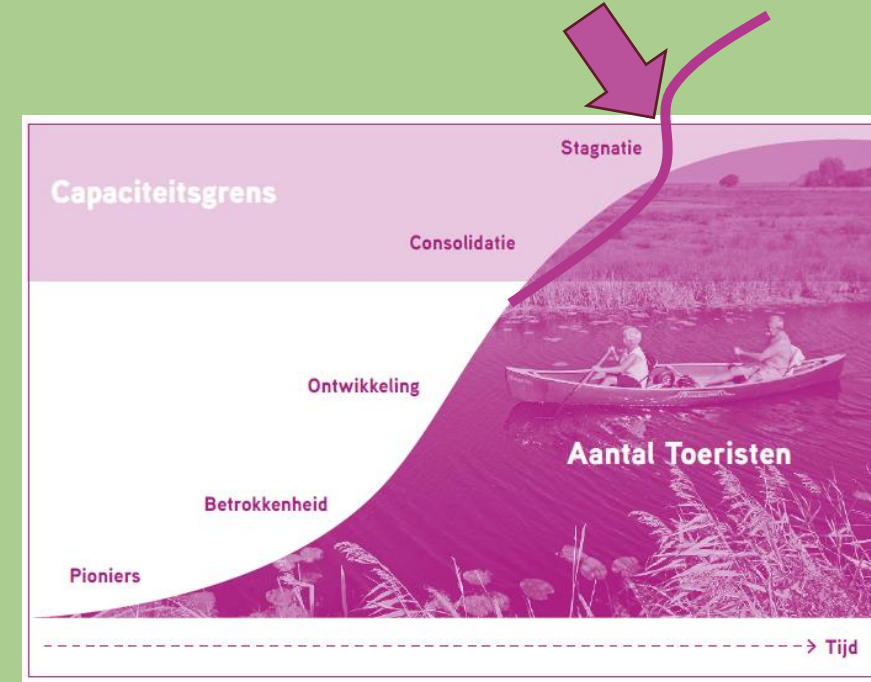 Stagnatie
Capaciteitsgrens
Consolidatie
Ontwikkeling
Aantal Toeristen
Betrokkenheid
Pioniers
Tijd